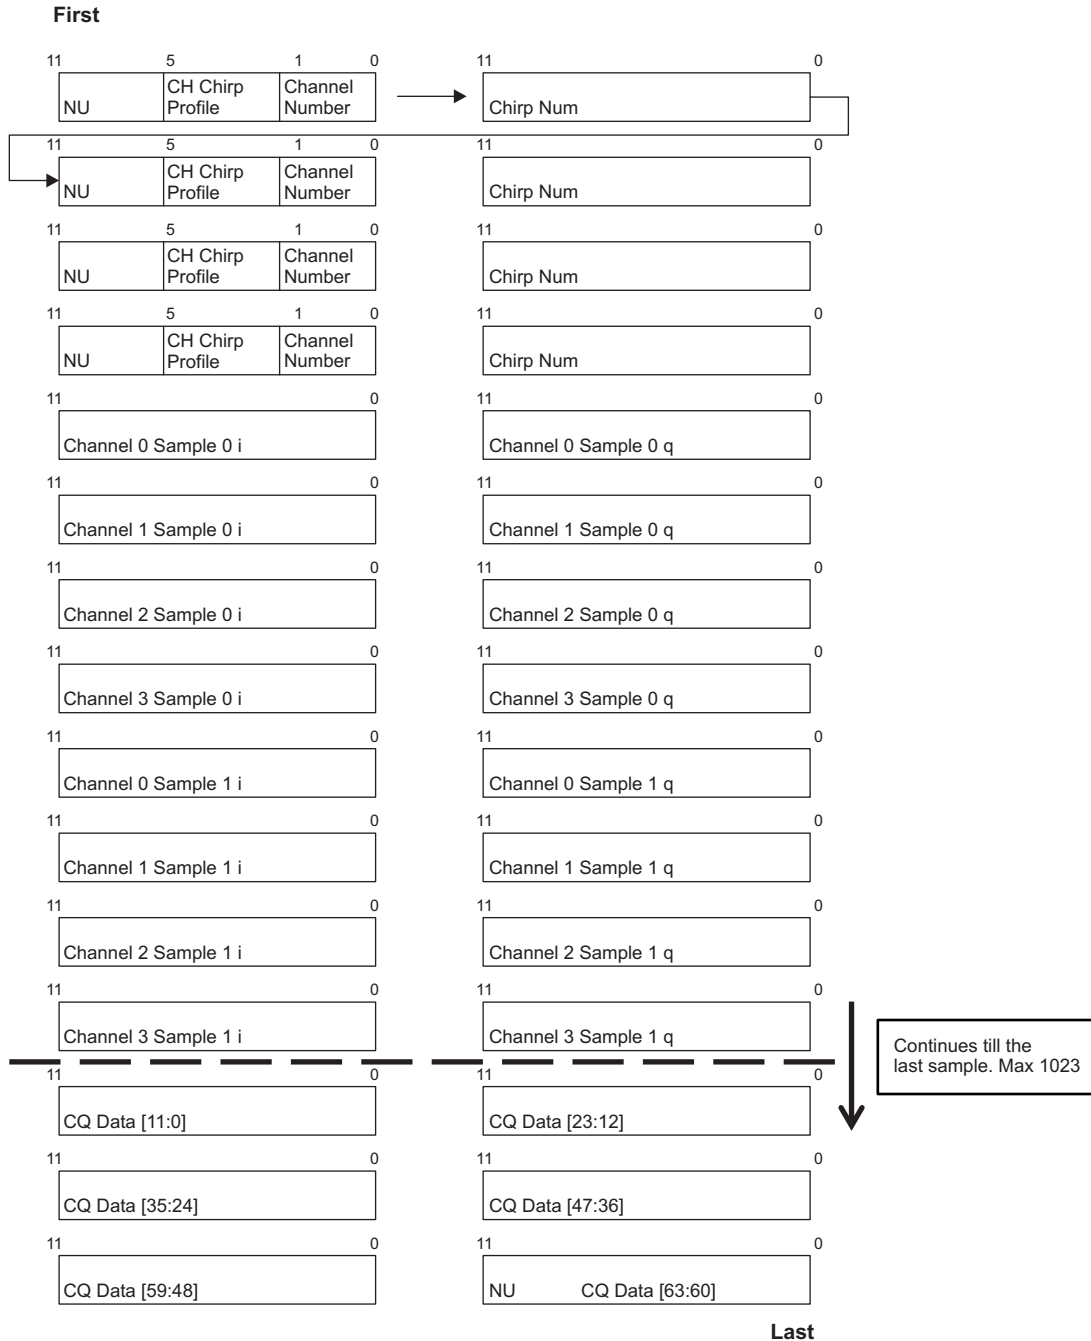 First
11 5 1 0 11 0
NU CH Chirp Profile Channel Number Chirp Num
11 5 1 0 11 0
NU CH Chirp Profile Channel Number Chirp Num
11 5 1 0 11 0
NU CH Chirp Profile Channel Number Chirp Num
11 5 1 0 11 0
NU CH Chirp Profile Channel Number Chirp Num
11 0 11 0
Channel 0 Sample 0 i Channel 0 Sample 0 q
11 0 11 0
Channel 1 Sample 0 i Channel 1 Sample 0 q
11 0 11 0
Channel 2 Sample 0 i Channel 2 Sample 0 q
11 0 11 0
Channel 3 Sample 0 i Channel 3 Sample 0 q
11 0 11 0
Channel 0 Sample 1 i Channel 0 Sample 1 q
11 0 11 0
Channel 1 Sample 1 i Channel 1 Sample 1 q
11 0 11 0
Channel 2 Sample 1 i Channel 2 Sample 1 q
11 0 11 0
Channel 3 Sample 1 i Channel 3 Sample 1 q
Continues till the
last sample. Max 1023
11 0 11 0
CQ Data [11:0] CQ Data [23:12]
11 0 11 0
CQ Data [35:24] CQ Data [47:36]
11 0 11 0
CQ Data [59:48] NU CQ Data [63:60]
Last